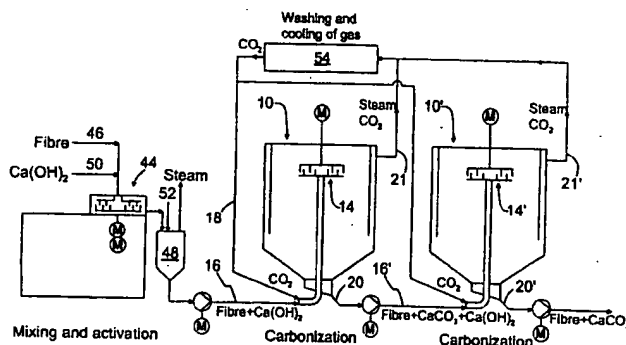 Washing and
cooling of gas
CO₂
54
10
M
Steam
CO₂
10'
M
Steam
CO₂
Fibre
46
Ca(OH)₂
50
44
Steam
52
14
21
14'
21'
18
M
M
48
16
CO₂
20
16'
CO₂
20'
Fibre+Ca(OH)₂
Fibre+CaCO₃+Ca(OH)₂
Fibre+CaCO
M
M
M
Mixing and activation
Carbonization
Carbonization